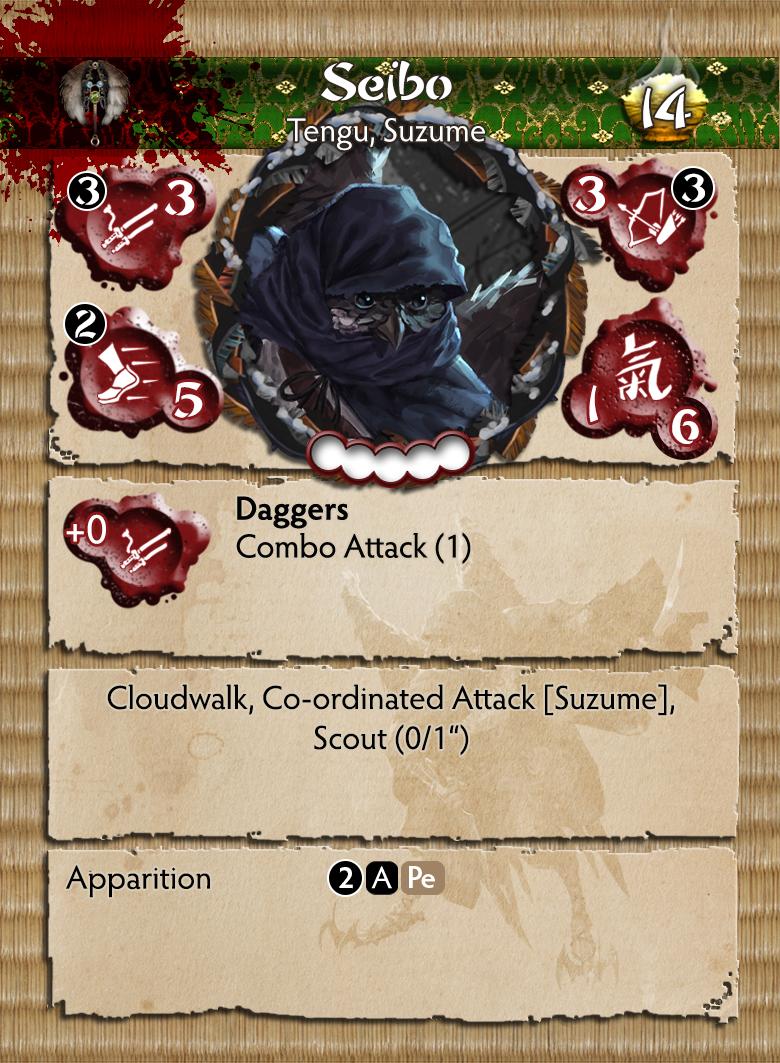 Seibo
14
Tengu, Suzume
3 3
3 3
2 5
氣
1 6
+0
Daggers
Combo Attack (1)
Cloudwalk, Co-ordinated Attack [Suzume],
Scout (0/1“)
Apparition 2 A Pe